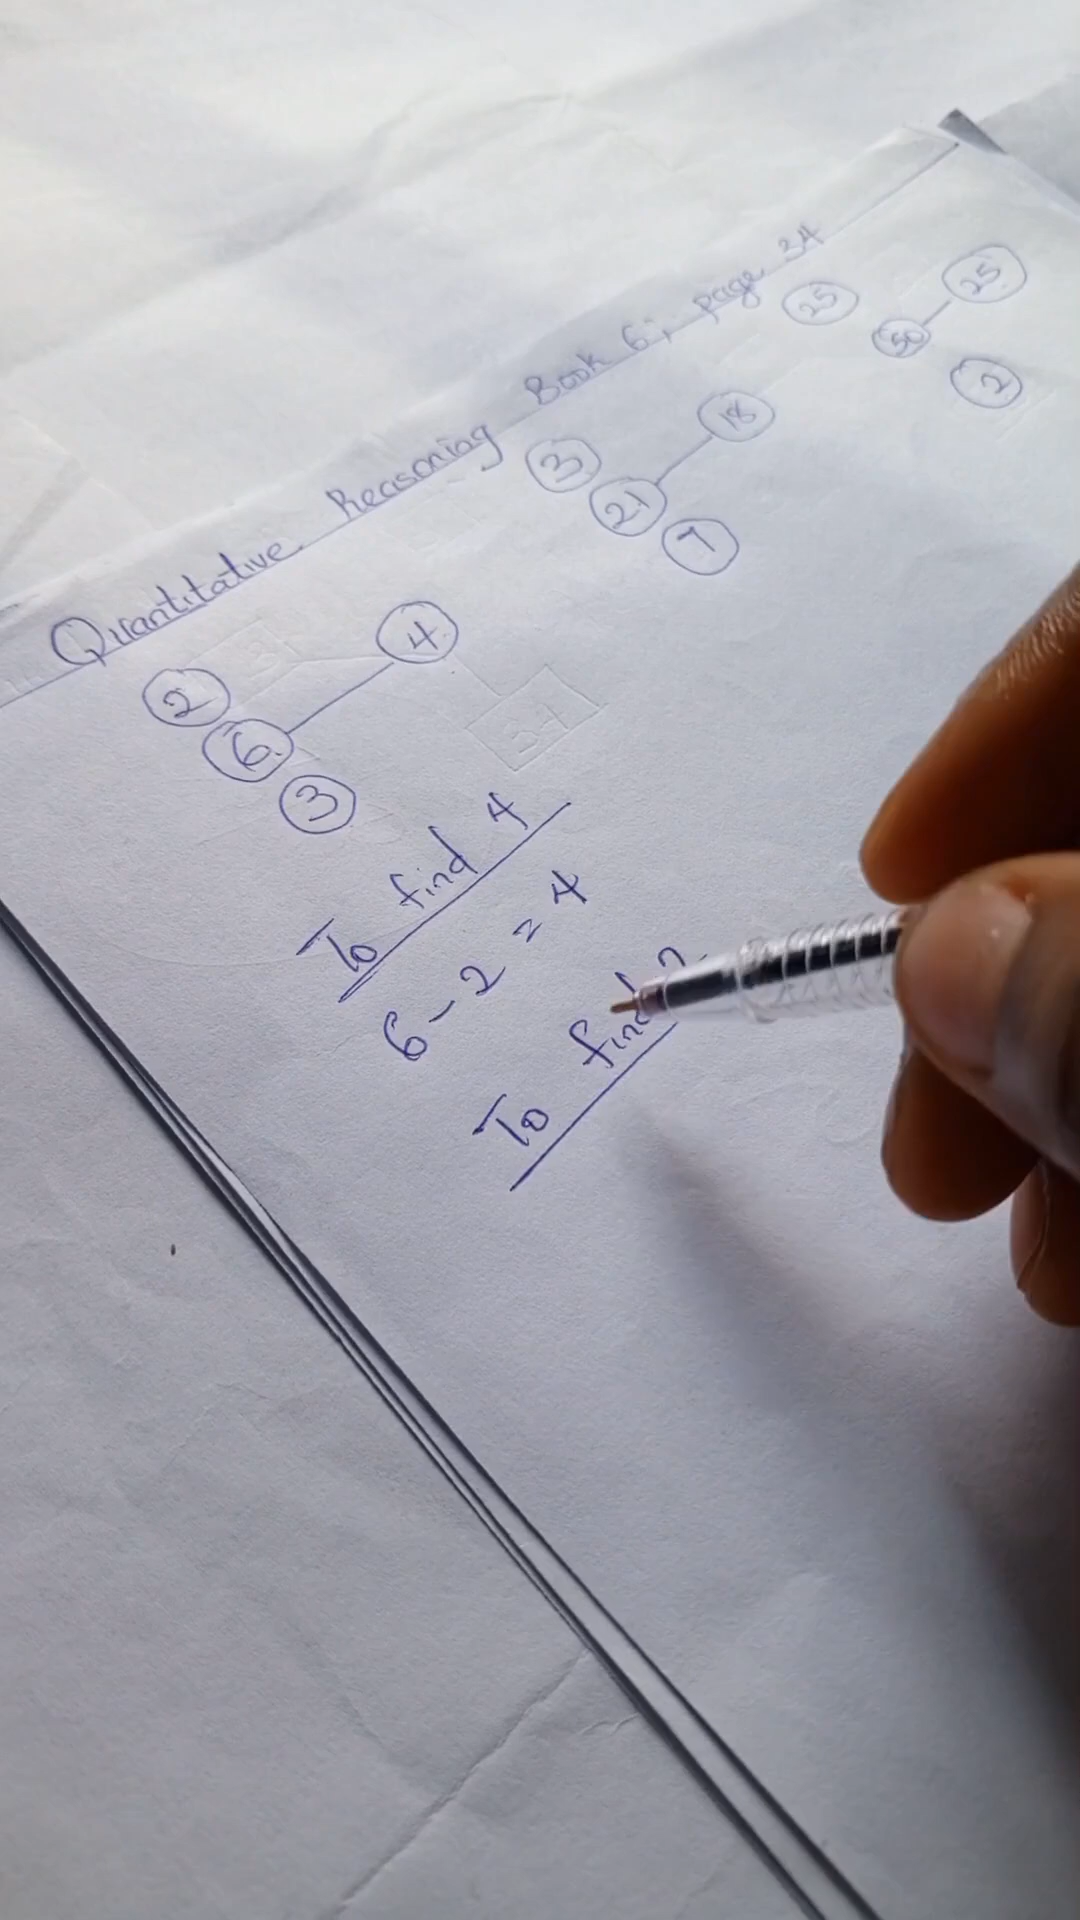 Quantitative Reasoning Book 6; page 34
2 4
6
3
3 18
21
7
25 25
50
2
To find 4
6 - 2 = 4
To find 2